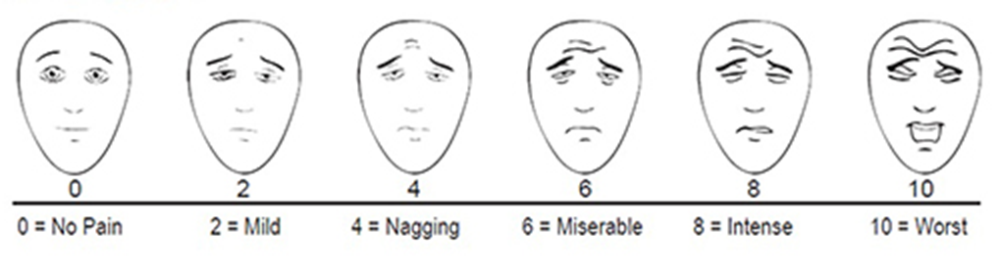 0 2 4 6 8 10
0 = No Pain 2 = Mild 4 = Nagging 6 = Miserable 8 = Intense 10 = Worst